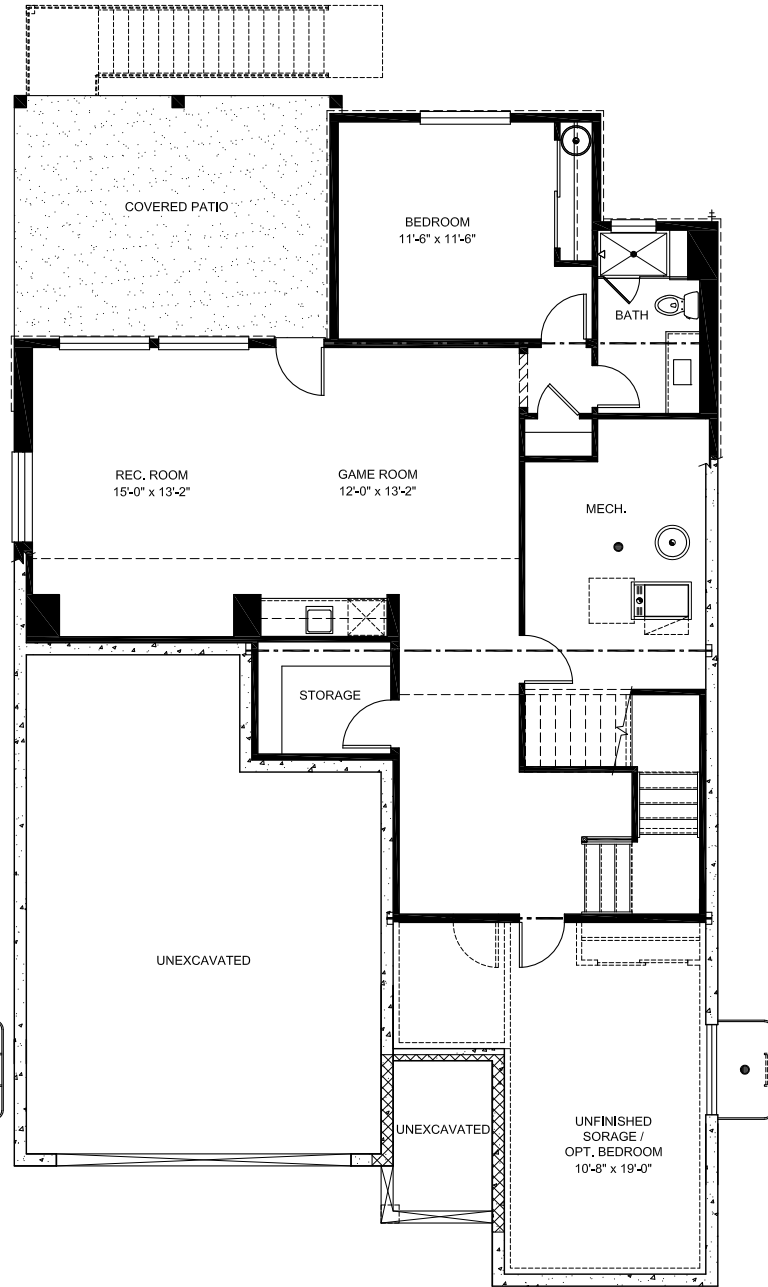 COVERED PATIO
BEDROOM
11'-6" x 11'-6"
BATH
REC. ROOM
15'-0" x 13'-2"
GAME ROOM
12'-0" x 13'-2"
MECH.
STORAGE
UNEXCAVATED
UNEXCAVATED
UNFINISHED
SORAGE /
OPT. BEDROOM
10'-8" x 19'-0"